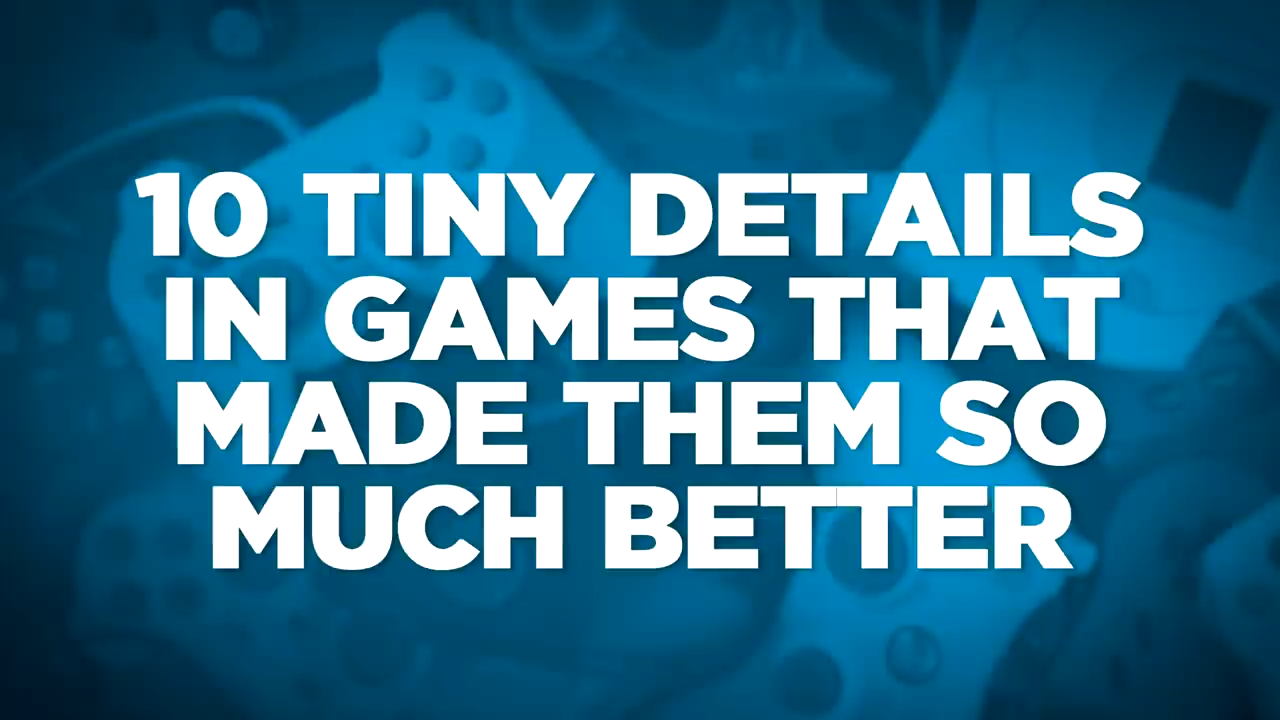 10 TINY DETAILS
IN GAMES THAT
MADE THEM SO
MUCH BETTER